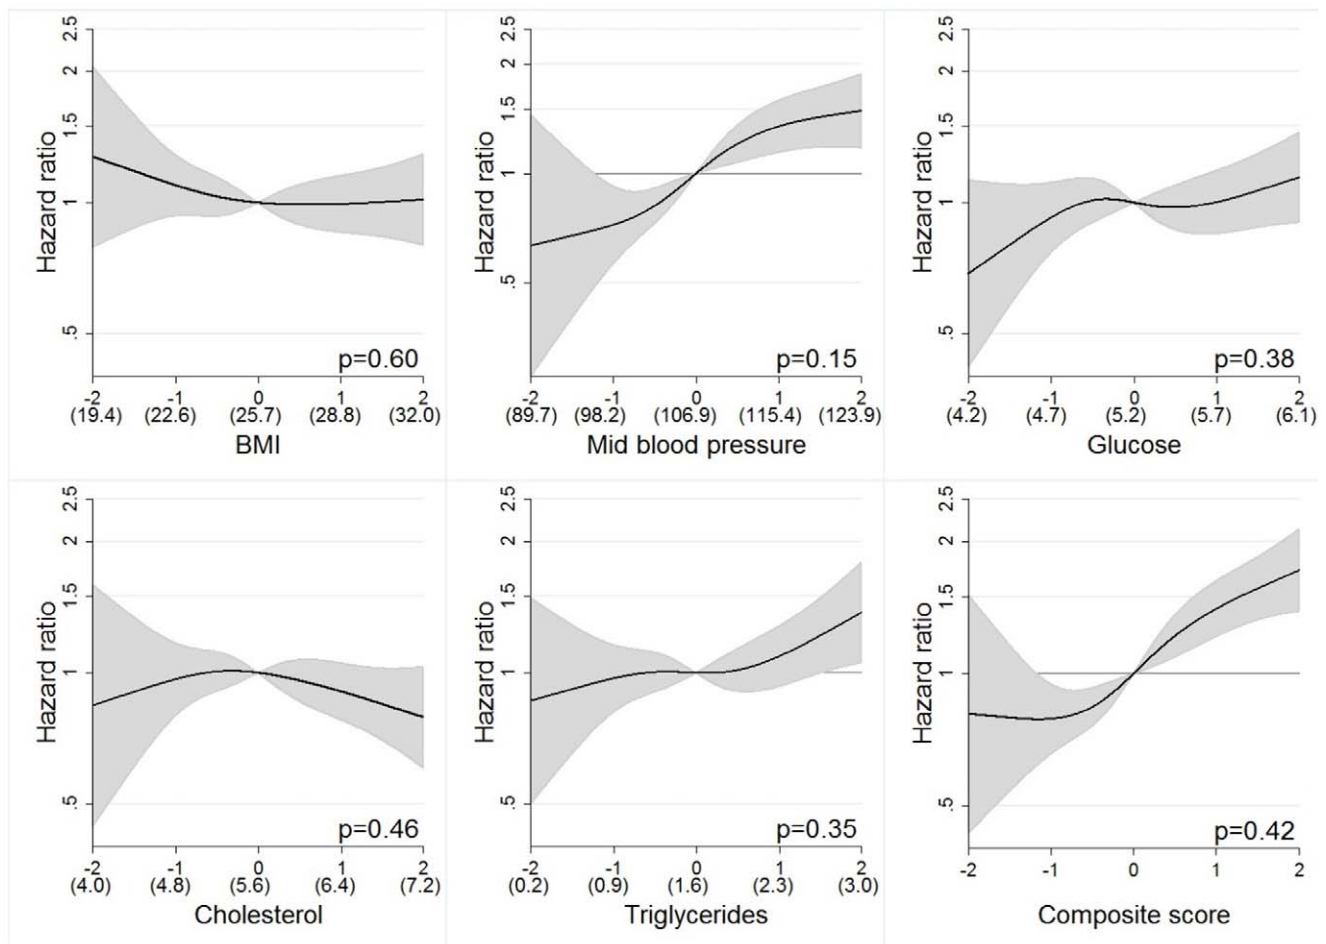 2.5
2
1.5
1
.5
Hazard ratio
p=0.60
-2 -1 0 1 2
(19.4) (22.6) (25.7) (28.8) (32.0)
BMI
2.5
2
1.5
1
.5
Hazard ratio
p=0.15
-2 -1 0 1 2
(89.7) (98.2) (106.9) (115.4) (123.9)
Mid blood pressure
2.5
2
1.5
1
.5
Hazard ratio
p=0.38
-2 -1 0 1 2
(4.2) (4.7) (5.2) (5.7) (6.1)
Glucose
2.5
2
1.5
1
.5
Hazard ratio
p=0.46
-2 -1 0 1 2
(4.0) (4.8) (5.6) (6.4) (7.2)
Cholesterol
2.5
2
1.5
1
.5
Hazard ratio
p=0.35
-2 -1 0 1 2
(0.2) (0.9) (1.6) (2.3) (3.0)
Triglycerides
2.5
2
1.5
1
.5
Hazard ratio
p=0.42
-2 -1 0 1 2
Composite score